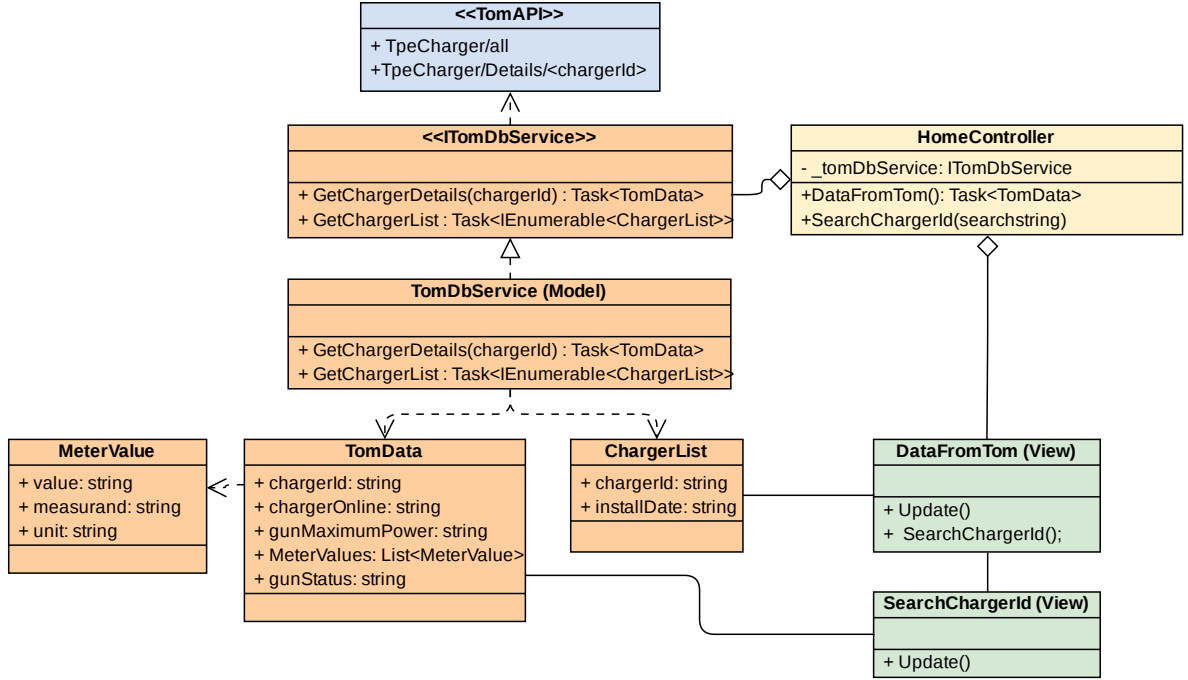 <<TomAPI>>
+ TpeCharger/all
+TpeCharger/Details/<chargerId>
<<ITomDbService>>
+ GetChargerDetails(chargerId) : Task<TomData>
+ GetChargerList : Task<IEnumerable<ChargerList>>
HomeController
- _tomDbService: ITomDbService
+DataFromTom(): Task<TomData>
+SearchChargerId(searchstring)
TomDbService (Model)
+ GetChargerDetails(chargerId) : Task<TomData>
+ GetChargerList : Task<IEnumerable<ChargerList>>
MeterValue
+ value: string
+ measurand: string
+ unit: string
TomData
+ chargerId: string
+ chargerOnline: string
+ gunMaximumPower: string
+ MeterValues: List<MeterValue>
+ gunStatus: string
ChargerList
+ chargerId: string
+ installDate: string
DataFromTom (View)
+ Update()
+  SearchChargerId();
SearchChargerId (View)
+ Update()